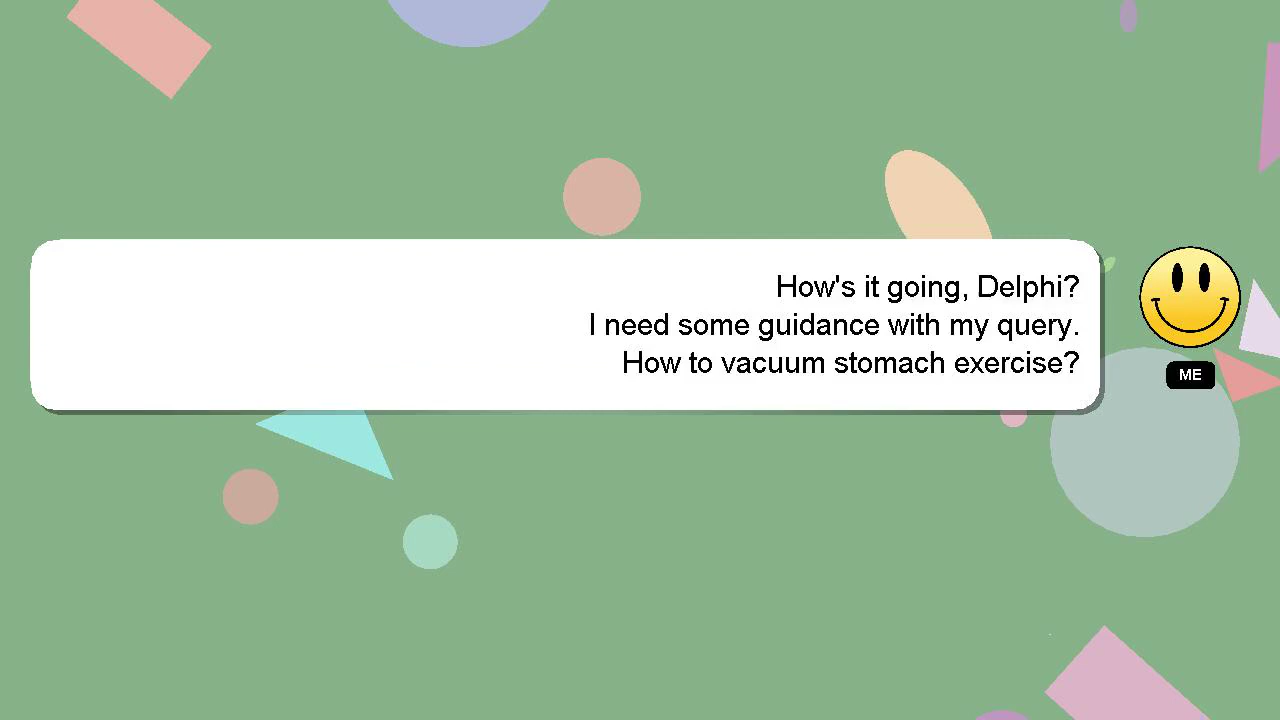 How's it going, Delphi?
I need some guidance with my query.
How to vacuum stomach exercise?
ME